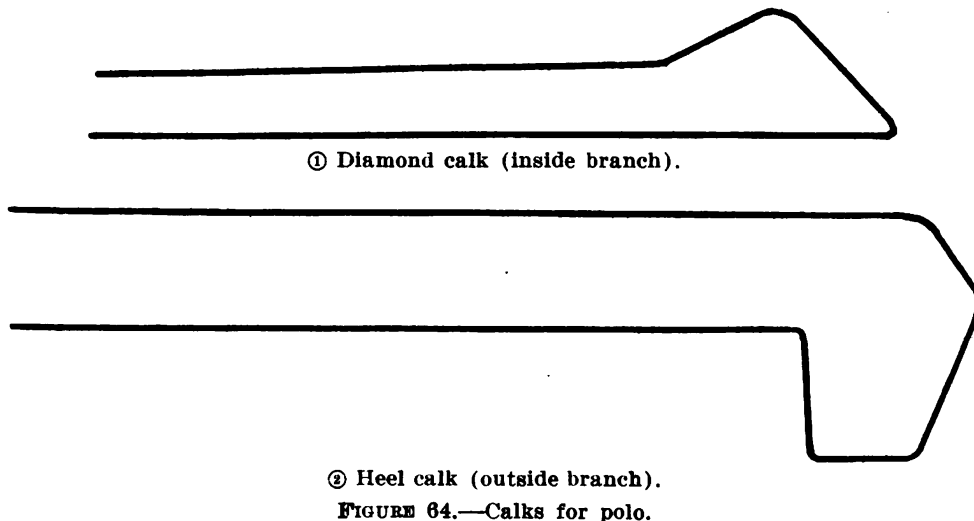 ① Diamond calk (inside branch).
② Heel calk (outside branch).
FIGURE 64.—Calks for polo.